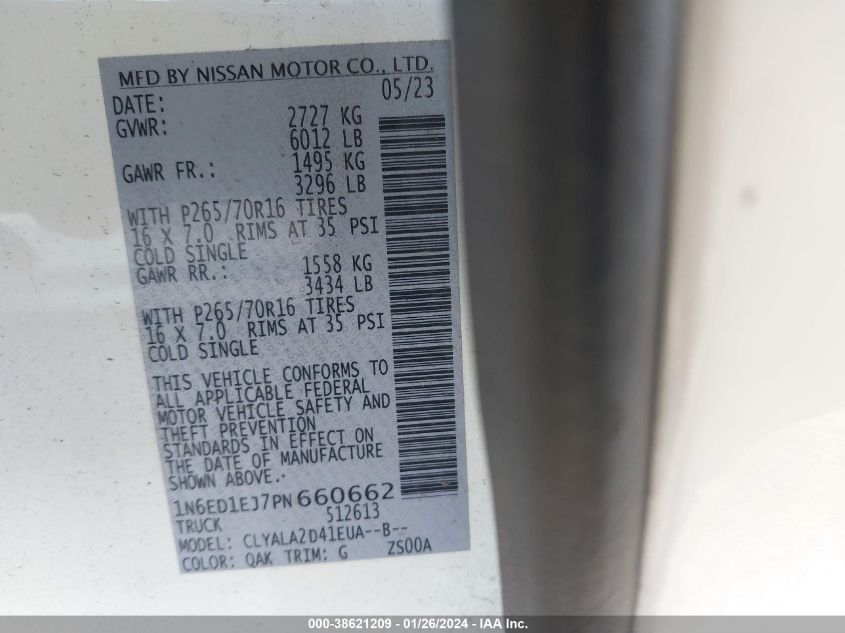 MFD BY NISSAN MOTOR CO., LTD.
DATE: 05/23
GVWR: 2727 KG
6012 LB
GAWR FR.: 1495 KG
3296 LB
WITH P265/70R16 TIRES
16 X 7.0 RIMS AT 35 PSI
COLD SINGLE
GAWR RR.: 1558 KG
3434 LB
WITH P265/70R16 TIRES
16 X 7.0 RIMS AT 35 PSI
COLD SINGLE
THIS VEHICLE CONFORMS TO
ALL APPLICABLE FEDERAL
MOTOR VEHICLE SAFETY AND
THEFT PREVENTION
STANDARDS IN EFFECT ON
THE DATE OF MANUFACTURE
SHOWN ABOVE.
1N6ED1EJ7PN660662
TRUCK 512613
MODEL: CLYALA2D41EUA--B--
COLOR: QAK TRIM: G ZS00A
000-38621209 - 01/26/2024 - IAA Inc.